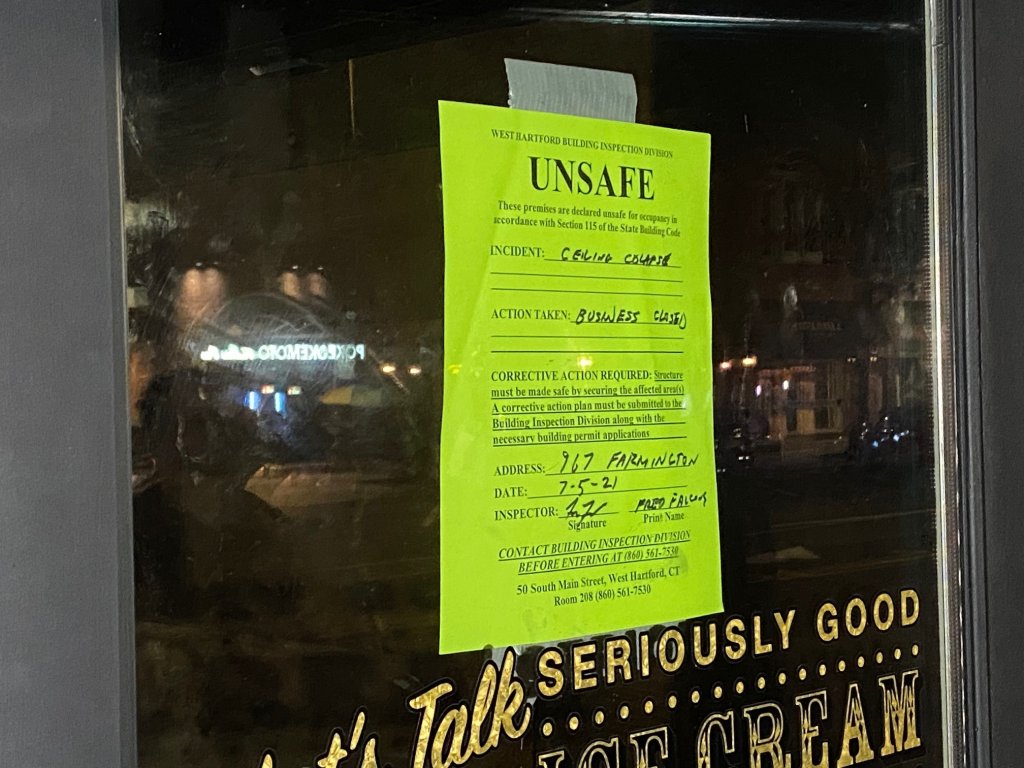 WEST HARTFORD BUILDING INSPECTION DIVISION
UNSAFE
These premises are declared unsafe for occupancy in
accordance with Section 115 of the State Building Code
INCIDENT: CEILING COLAPSE
ACTION TAKEN: BUSINESS CLOSED
CORRECTIVE ACTION REQUIRED: Structure
must be made safe by securing the affected area(s)
A corrective action plan must be submitted to the
Building Inspection Division along with the
necessary building permit applications
ADDRESS: 967 FARMINGTON
DATE: 7-5-21
INSPECTOR: FRED
Signature Print Name
CONTACT BUILDING INSPECTION DIVISION
BEFORE ENTERING AT (860) 561-7530
50 South Main Street, West Hartford, CT
Room 208 (860) 561-7530
Let's Talk SERIOUSLY GOOD
ICE CREAM